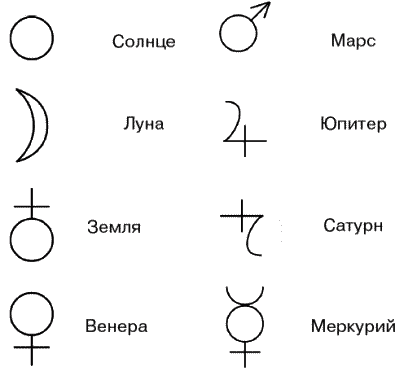 Солнце
Марс
Луна
Юпитер
Земля
Сатурн
Венера
Меркурий